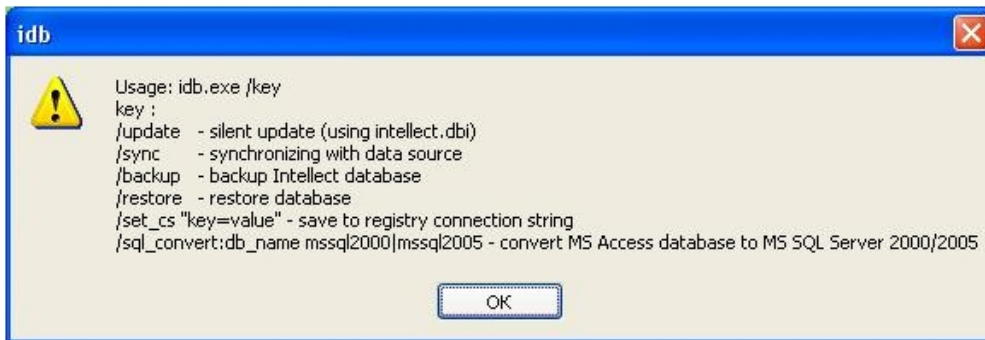 idb
Usage: idb.exe /key
key :
/update - silent update (using intellect.dbi)
/sync - synchronizing with data source
/backup - backup Intellect database
/restore - restore database
/set_cs "key=value" - save to registry connection string
/sql_convert:db_name mssql2000|mssql2005 - convert MS Access database to MS SQL Server 2000/2005
OK